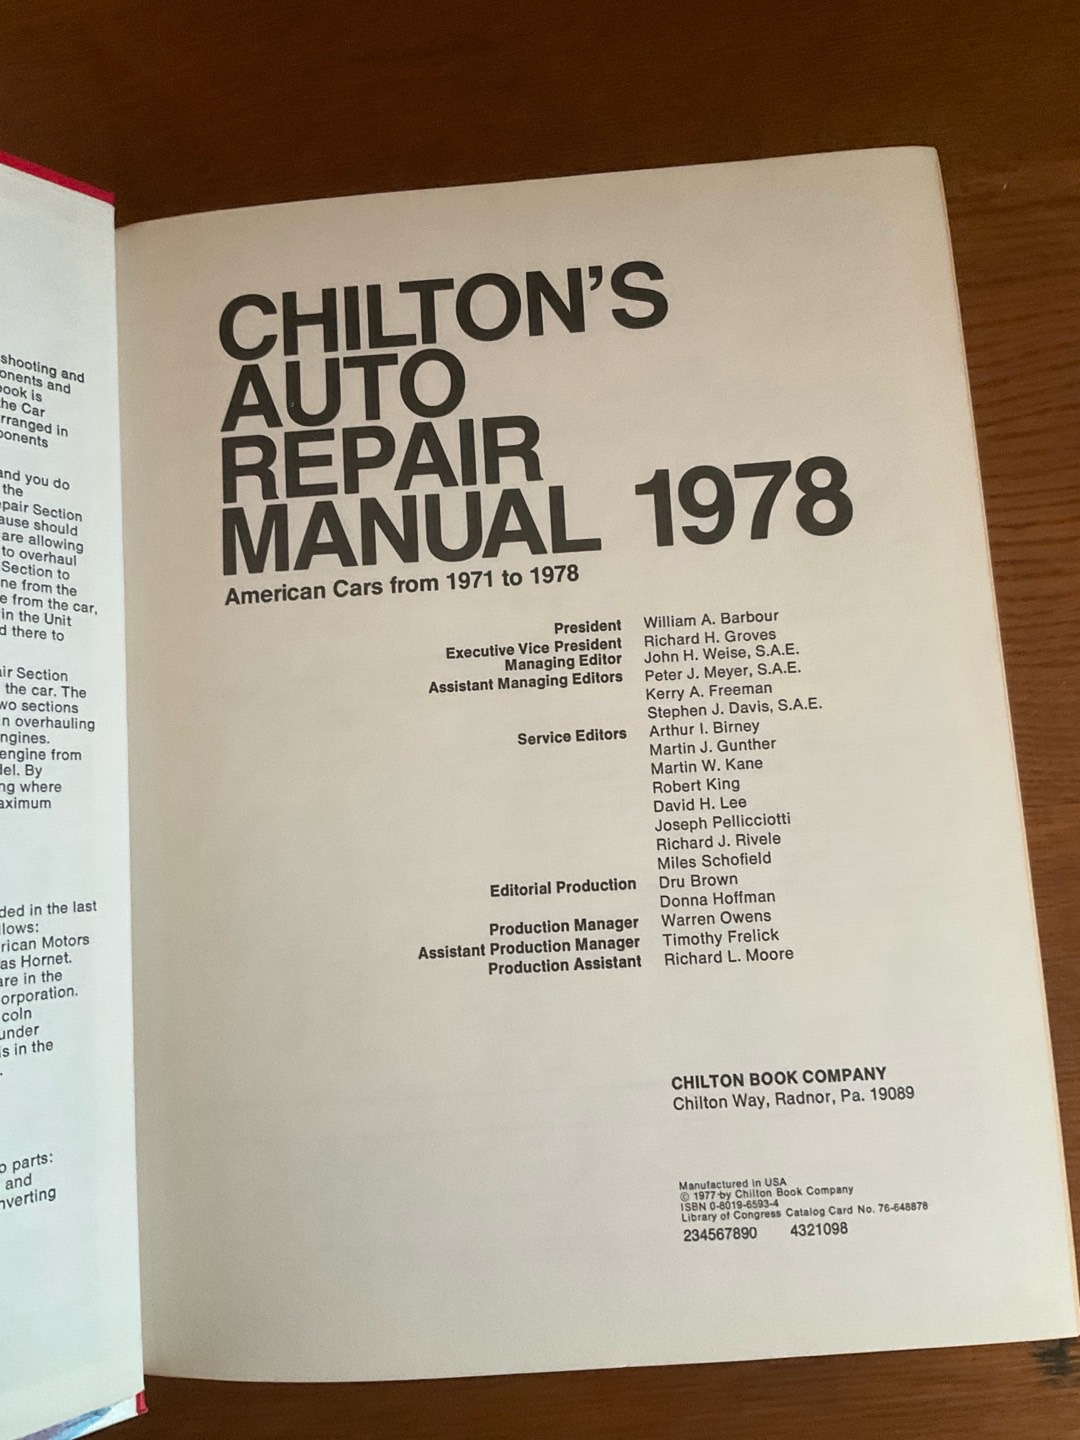 shooting and
onents and
book is
he Car
rranged in
ponents
and you do
the
pair Section
ause should
are allowing
to overhaul
Section to
ne from the
e from the car,
in the Unit
d there to
ir Section
the car. The
wo sections
n overhauling
ngines.
engine from
del. By
ng where
aximum
ded in the last
llows:
rican Motors
as Hornet.
are in the
orporation.
coln
under
s in the
.
o parts:
and
nverting
CHILTON'S
AUTO
REPAIR
MANUAL 1978
American Cars from 1971 to 1978
President William A. Barbour
Executive Vice President Richard H. Groves
Managing Editor John H. Weise, S.A.E.
Assistant Managing Editors Peter J. Meyer, S.A.E.
Kerry A. Freeman
Stephen J. Davis, S.A.E.
Service Editors Arthur I. Birney
Martin J. Gunther
Martin W. Kane
Robert King
David H. Lee
Joseph Pellicciotti
Richard J. Rivele
Miles Schofield
Editorial Production Dru Brown
Donna Hoffman
Production Manager Warren Owens
Assistant Production Manager Timothy Frelick
Production Assistant Richard L. Moore
CHILTON BOOK COMPANY
Chilton Way, Radnor, Pa. 19089
Manufactured in USA
© 1977 by Chilton Book Company
ISBN 0-8019-6593-4
Library of Congress Catalog Card No. 76-648878
234567890 4321098